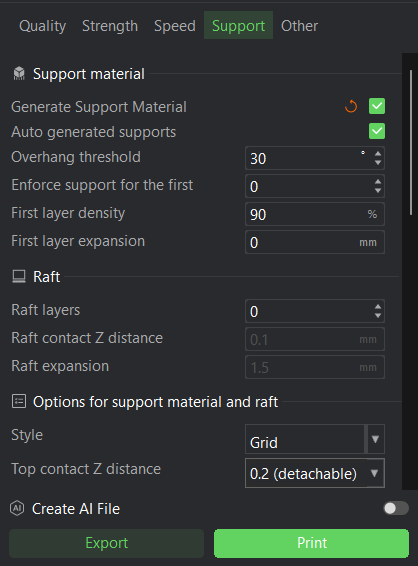 Quality Strength Speed Support Other
Support material
Generate Support Material
Auto generated supports
Overhang threshold 30 °
Enforce support for the first 0
First layer density 90 %
First layer expansion 0 mm
Raft
Raft layers 0
Raft contact Z distance 0.1 mm
Raft expansion 1.5 mm
Options for support material and raft
Style Grid
Top contact Z distance 0.2 (detachable)
AI Create AI File
Export Print